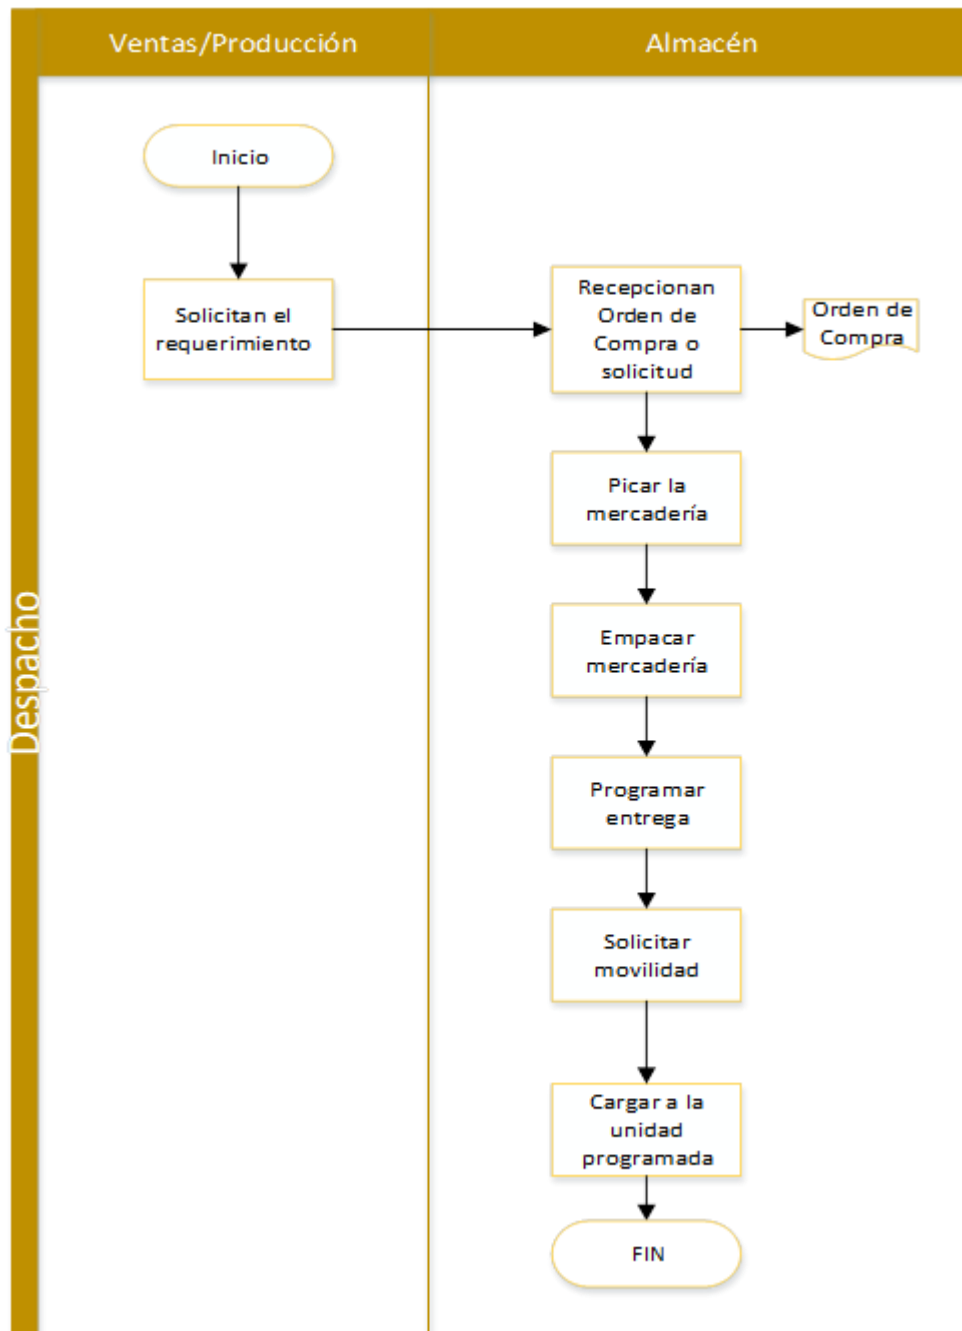 Ventas/Producción
Almacén
Despacho
Inicio
Solicitan el
requerimiento
Recepcionan
Orden de
Compra o
solicitud
Orden de
Compra
Picar la
mercadería
Empacar
mercadería
Programar
entrega
Solicitar
movilidad
Cargar a la
unidad
programada
FIN